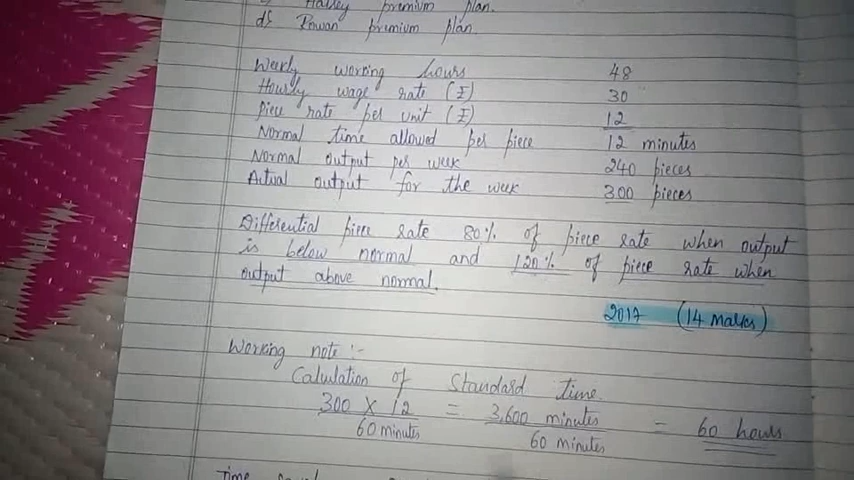 Halsey premium plan.
d) Rowan premium plan.
Weekly working hours 48
Hourly wage rate (₹) 30
Piece rate per unit (₹) 12
Normal time allowed per piece 12 minutes
Normal output per week 240 pieces
Actual output for the week 300 pieces
Differential piece rate 80% of piece rate when output
is below normal and 120% of piece rate when
output above normal.
2017 (14 Marks)
Working note :-
Calculation of Standard time.
300 X 12 = 3,600 minutes = 60 hours
60 minutes 60 minutes
Time